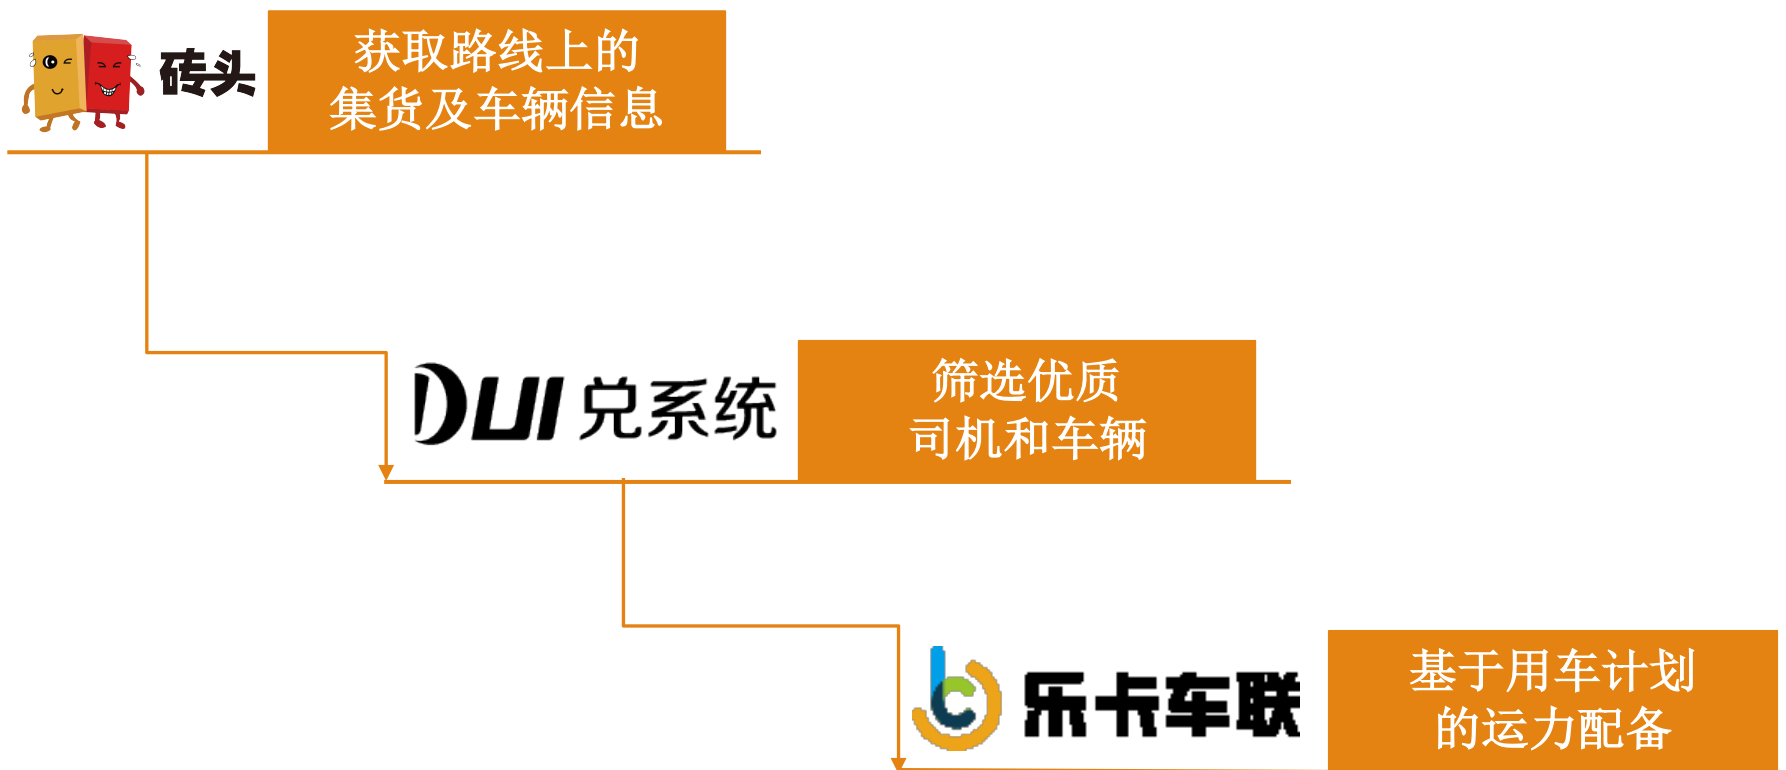 砖头
获取路线上的
集货及车辆信息
DUI 兑系统
筛选优质
司机和车辆
乐卡车联
基于用车计划
的运力配备